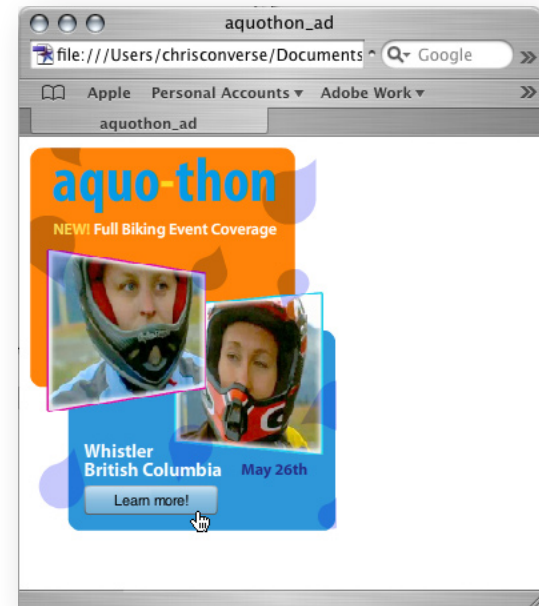 aquothon_ad
file:///Users/chrisconverse/Documents
Google
Apple Personal Accounts Adobe Work
aquothon_ad
aquo-thon
NEW! Full Biking Event Coverage
Whistler
British Columbia May 26th
Learn more!